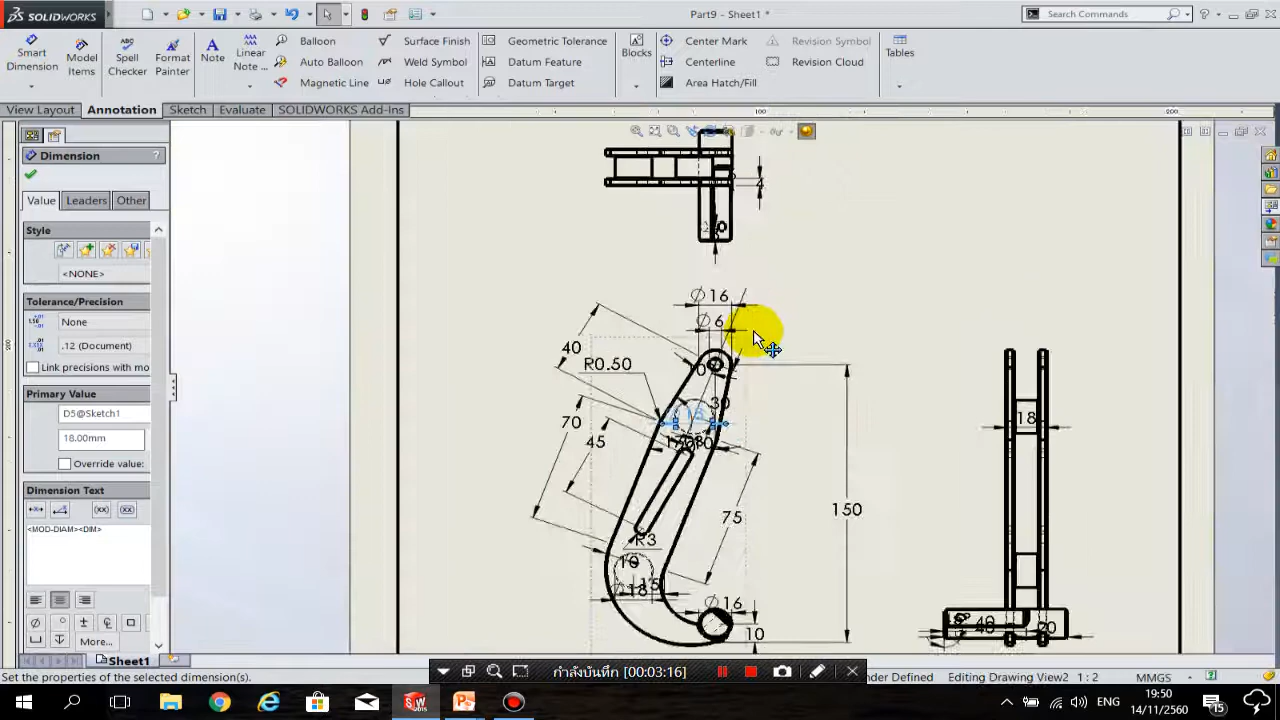 SOLIDWORKS
Part9 - Sheet1 *
Search Commands
Smart Dimension
Model Items
Spell Checker
Format Painter
Note
Linear Note ...
Balloon
Auto Balloon
Magnetic Line
Surface Finish
Weld Symbol
Hole Callout
Geometric Tolerance
Datum Feature
Datum Target
Blocks
Center Mark
Centerline
Area Hatch/Fill
Revision Symbol
Revision Cloud
Tables
View Layout
Annotation
Sketch
Evaluate
SOLIDWORKS Add-Ins
100
200
Dimension
?
Value
Leaders
Other
Style
<NONE>
Tolerance/Precision
None
.12 (Document)
Link precisions with mo
Primary Value
D5@Sketch1
18.00mm
Override value:
Dimension Text
<MOD-DIAM><DIM>
More...
4
∅ 16
∅ 6
40
R0.50
30
70
45
75
150
R3
10
15
18
∅ 16
10
18
40
20
Sheet1
Set the properties of the selected dimension(s).
กำลังบันทึก [00:03:16]
nder Defined
Editing Drawing View2
1 : 2
MMGS
ENG
19:50
14/11/2560
15